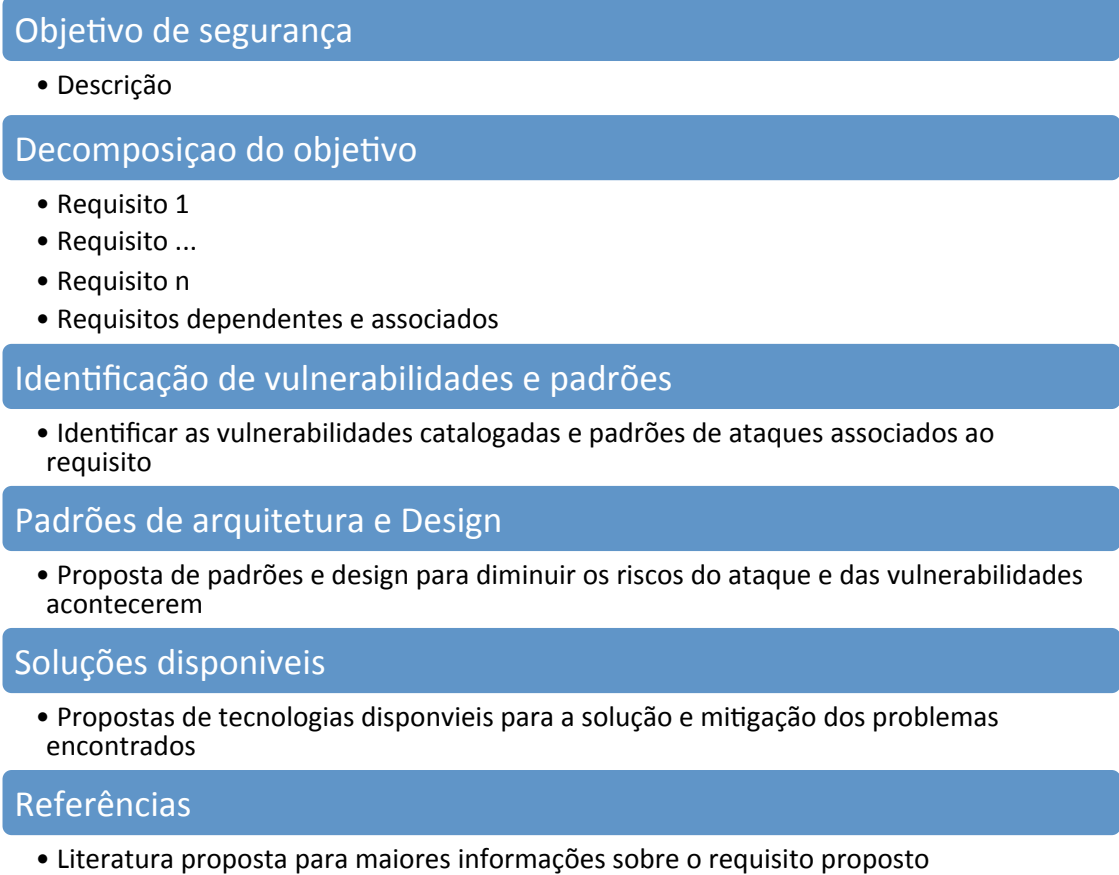 Objetivo de segurança
• Descrição
Decomposiçao do objetivo
• Requisito 1
• Requisito ...
• Requisito n
• Requisitos dependentes e associados
Identificação de vulnerabilidades e padrões
• Identificar as vulnerabilidades catalogadas e padrões de ataques associados ao
requisito
Padrões de arquitetura e Design
• Proposta de padrões e design para diminuir os riscos do ataque e das vulnerabilidades
acontecerem
Soluções disponiveis
• Propostas de tecnologias disponvieis para a solução e mitigação dos problemas
encontrados
Referências
• Literatura proposta para maiores informações sobre o requisito proposto